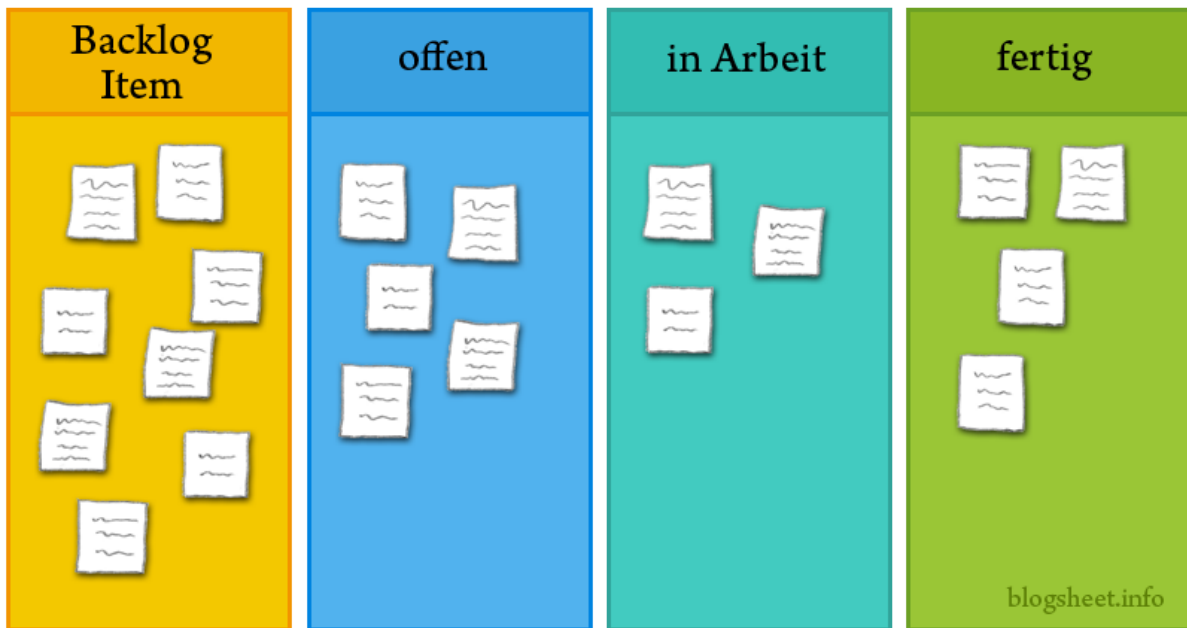 Backlog
Item
offen
in Arbeit
fertig
blogsheet.info